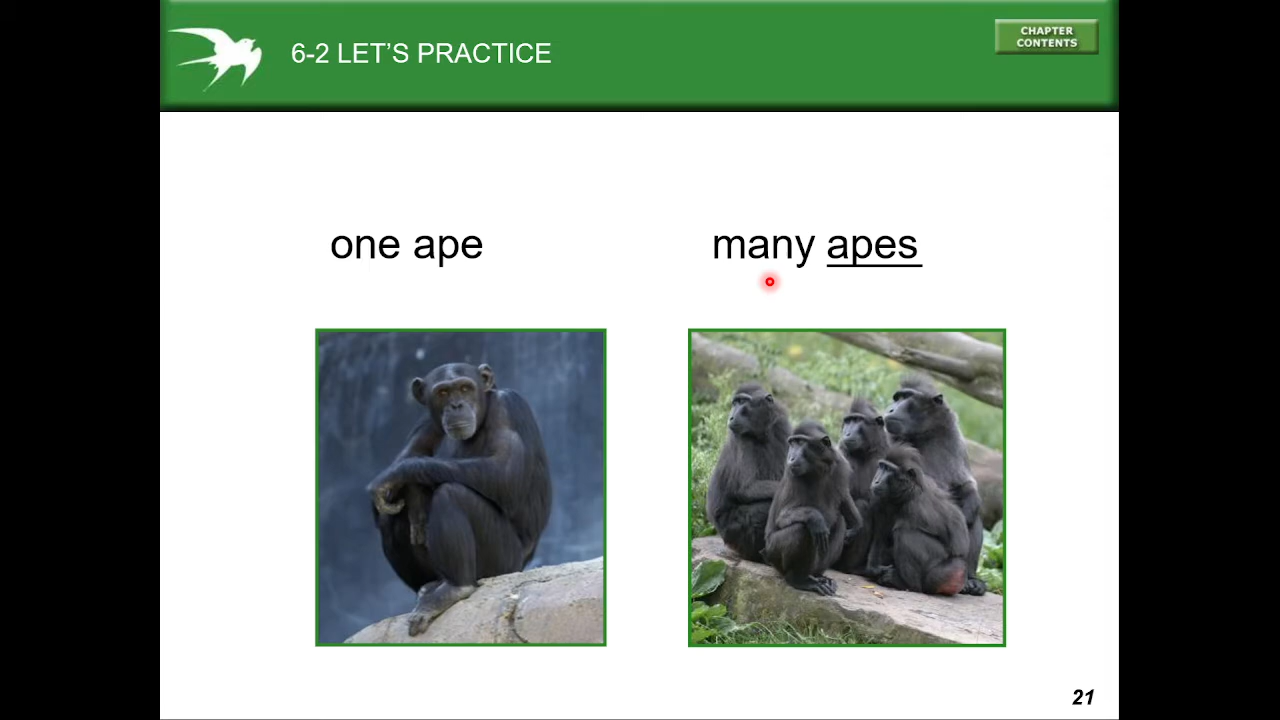 6-2 LET’S PRACTICE
CHAPTER
CONTENTS
one ape
many apes
21